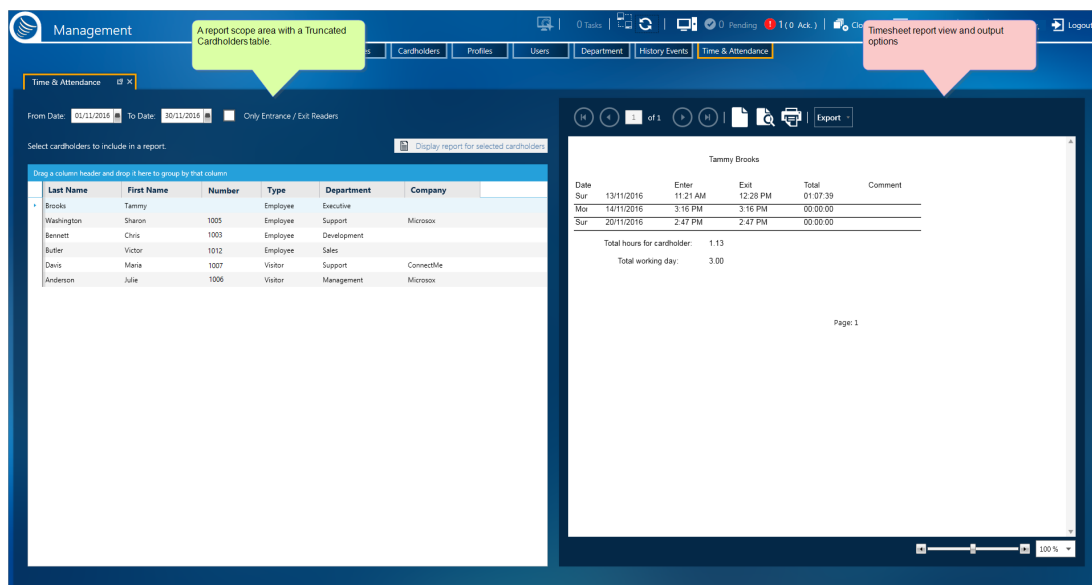 Management
A report scope area with a Truncated
Cardholders table.
0 Tasks
0 Pending
1 ( 0 Ack. )
Timesheet report view and output
options
Logout
Cardholders
Profiles
Users
Department
History Events
Time & Attendance
Time & Attendance
From Date: 01/11/2016 To Date: 30/11/2016 Only Entrance / Exit Readers
Select cardholders to include in a report.
Display report for selected cardholders
Drag a column header and drop it here to group by that column
Last Name First Name Number Type Department Company
Brooks Tammy Employee Executive
Washington Sharon 1005 Employee Support Microsox
Bennett Chris 1003 Employee Development
Butler Victor 1012 Employee Sales
Davis Maria 1007 Visitor Support ConnectMe
Anderson Julie 1006 Visitor Management Microsox
1 of 1 Export
Tammy Brooks
Date Enter Exit Total Comment
Sur 13/11/2016 11:21 AM 12:28 PM 01:07:39
Mor 14/11/2016 3:16 PM 3:16 PM 00:00:00
Sur 20/11/2016 2:47 PM 2:47 PM 00:00:00
Total hours for cardholder: 1.13
Total working day: 3.00
Page: 1
100 %